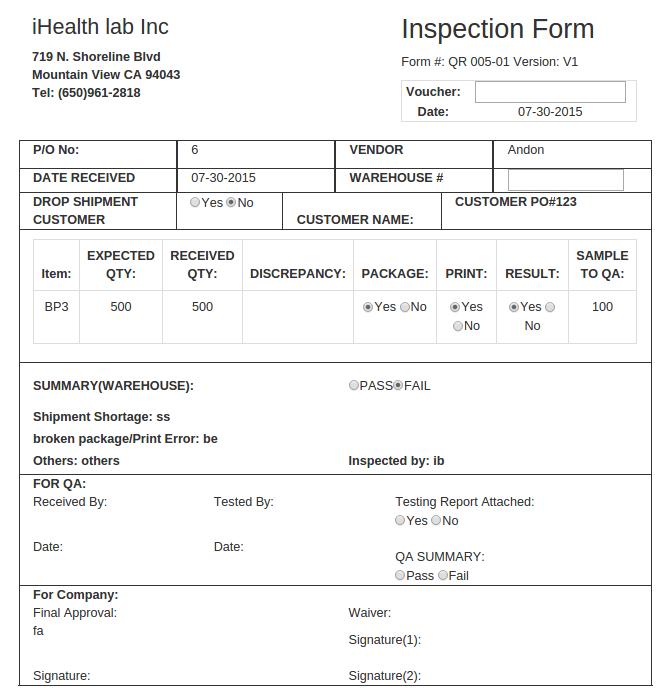 iHealth lab Inc
719 N. Shoreline Blvd
Mountain View CA 94043
Tel: (650)961-2818
Inspection Form
Form #: QR 005-01 Version: V1
Voucher:
Date: 07-30-2015
P/O No: 6 VENDOR Andon
DATE RECEIVED 07-30-2015 WAREHOUSE #
DROP SHIPMENT CUSTOMER Yes No CUSTOMER NAME: CUSTOMER PO#123
Item: EXPECTED QTY: RECEIVED QTY: DISCREPANCY: PACKAGE: PRINT: RESULT: SAMPLE TO QA:
BP3 500 500 Yes No Yes No Yes No 100
SUMMARY(WAREHOUSE): PASS FAIL
Shipment Shortage: ss
broken package/Print Error: be
Others: others Inspected by: ib
FOR QA:
Received By: Tested By: Testing Report Attached:
Yes No
Date: Date:
QA SUMMARY:
Pass Fail
For Company:
Final Approval: Waiver:
fa
Signature(1):
Signature: Signature(2):